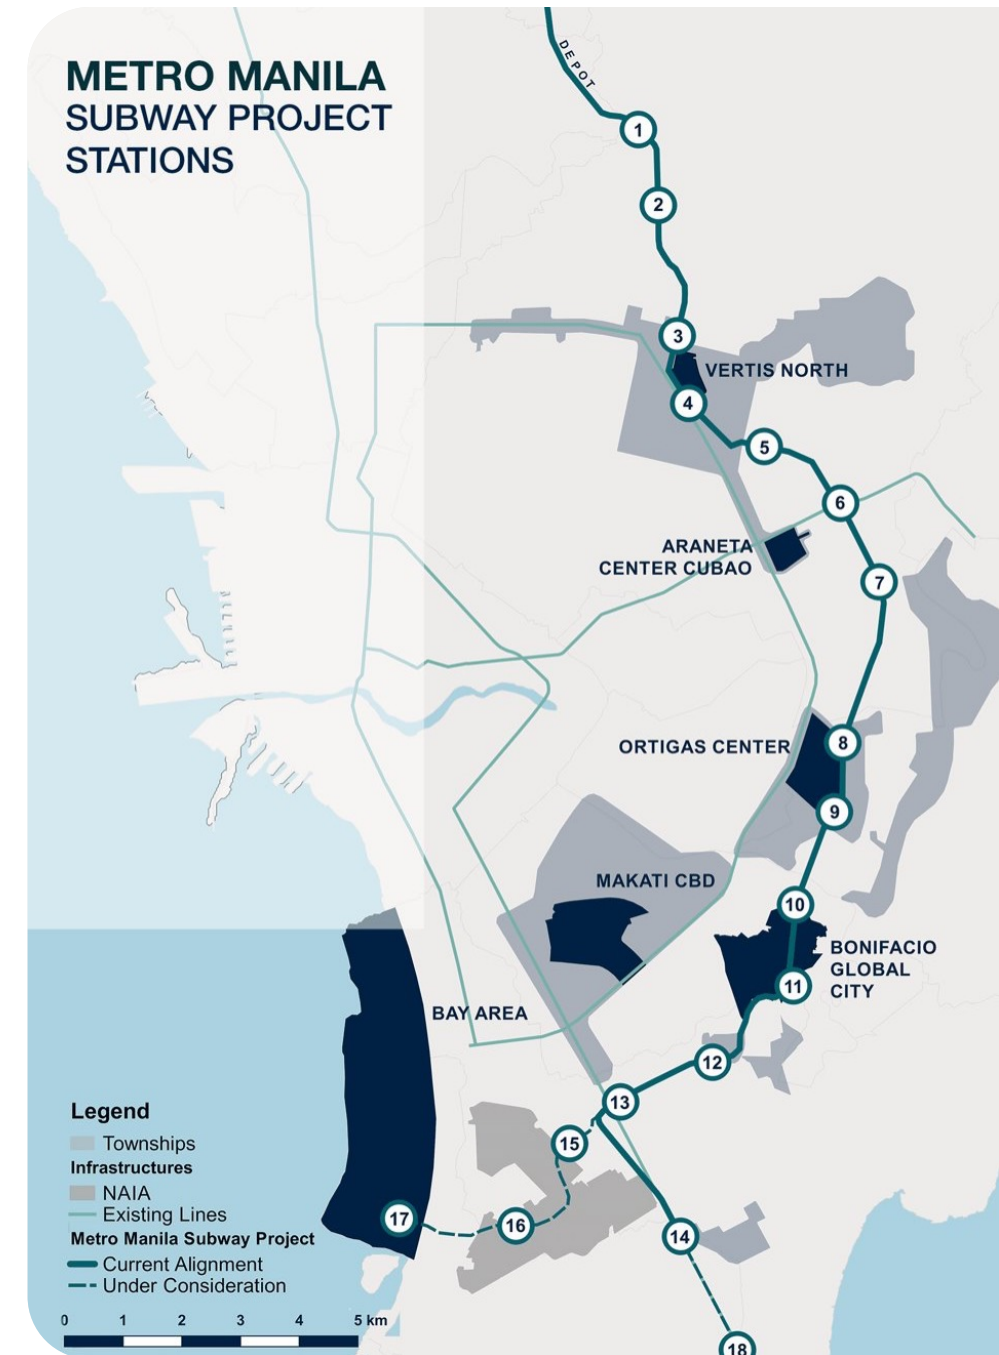 METRO MANILA
SUBWAY PROJECT
STATIONS
DEPOT
1
2
3
VERTIS NORTH
4
5
6
ARANETA
CENTER CUBAO
7
ORTIGAS CENTER
8
9
MAKATI CBD
10
BONIFACIO
GLOBAL
CITY
11
BAY AREA
12
13
15
17
16
14
18
Legend
Townships
Infrastructures
NAIA
Existing Lines
Metro Manila Subway Project
Current Alignment
Under Consideration
0 1 2 3 4 5 km